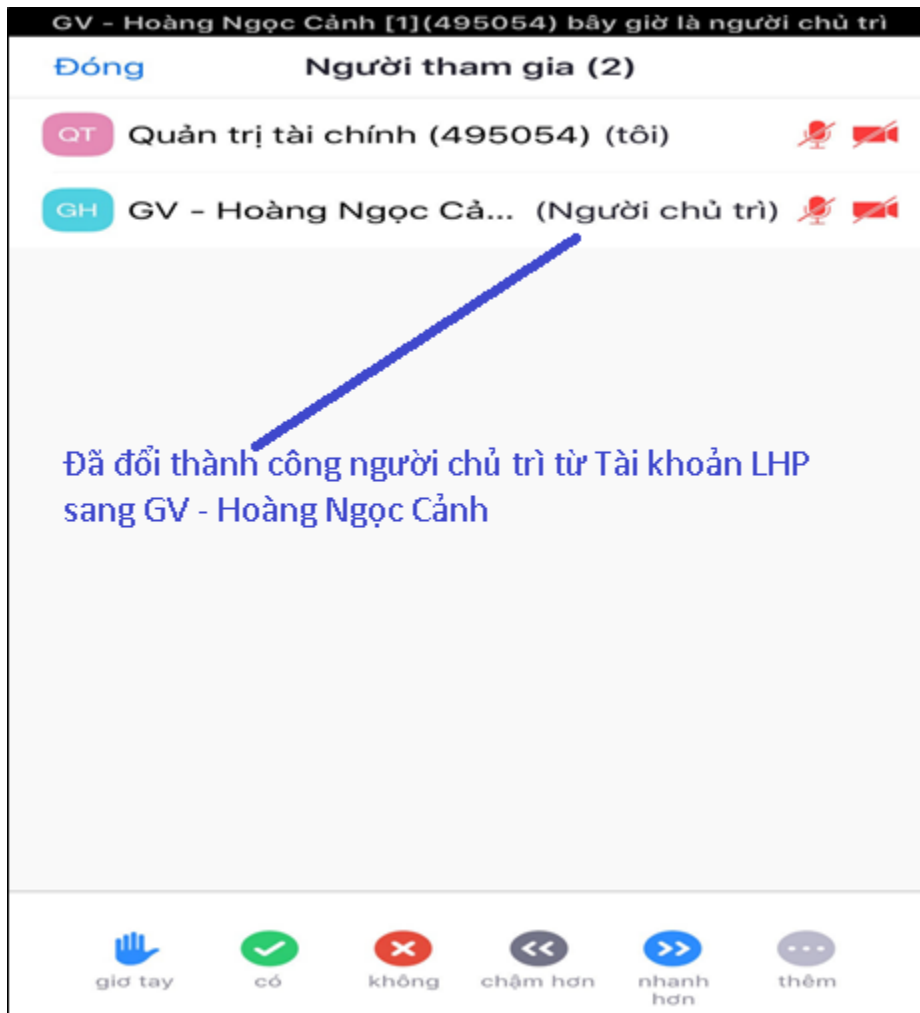 GV - Hoàng Ngọc Cảnh [1](495054) bây giờ là người chủ trì
Đóng Người tham gia (2)
QT Quản trị tài chính (495054) (tôi)
GH GV - Hoàng Ngọc Cả... (Người chủ trì)
Đã đổi thành công người chủ trì từ Tài khoản LHP
sang GV - Hoàng Ngọc Cảnh
giơ tay có không chậm hơn nhanh hơn thêm